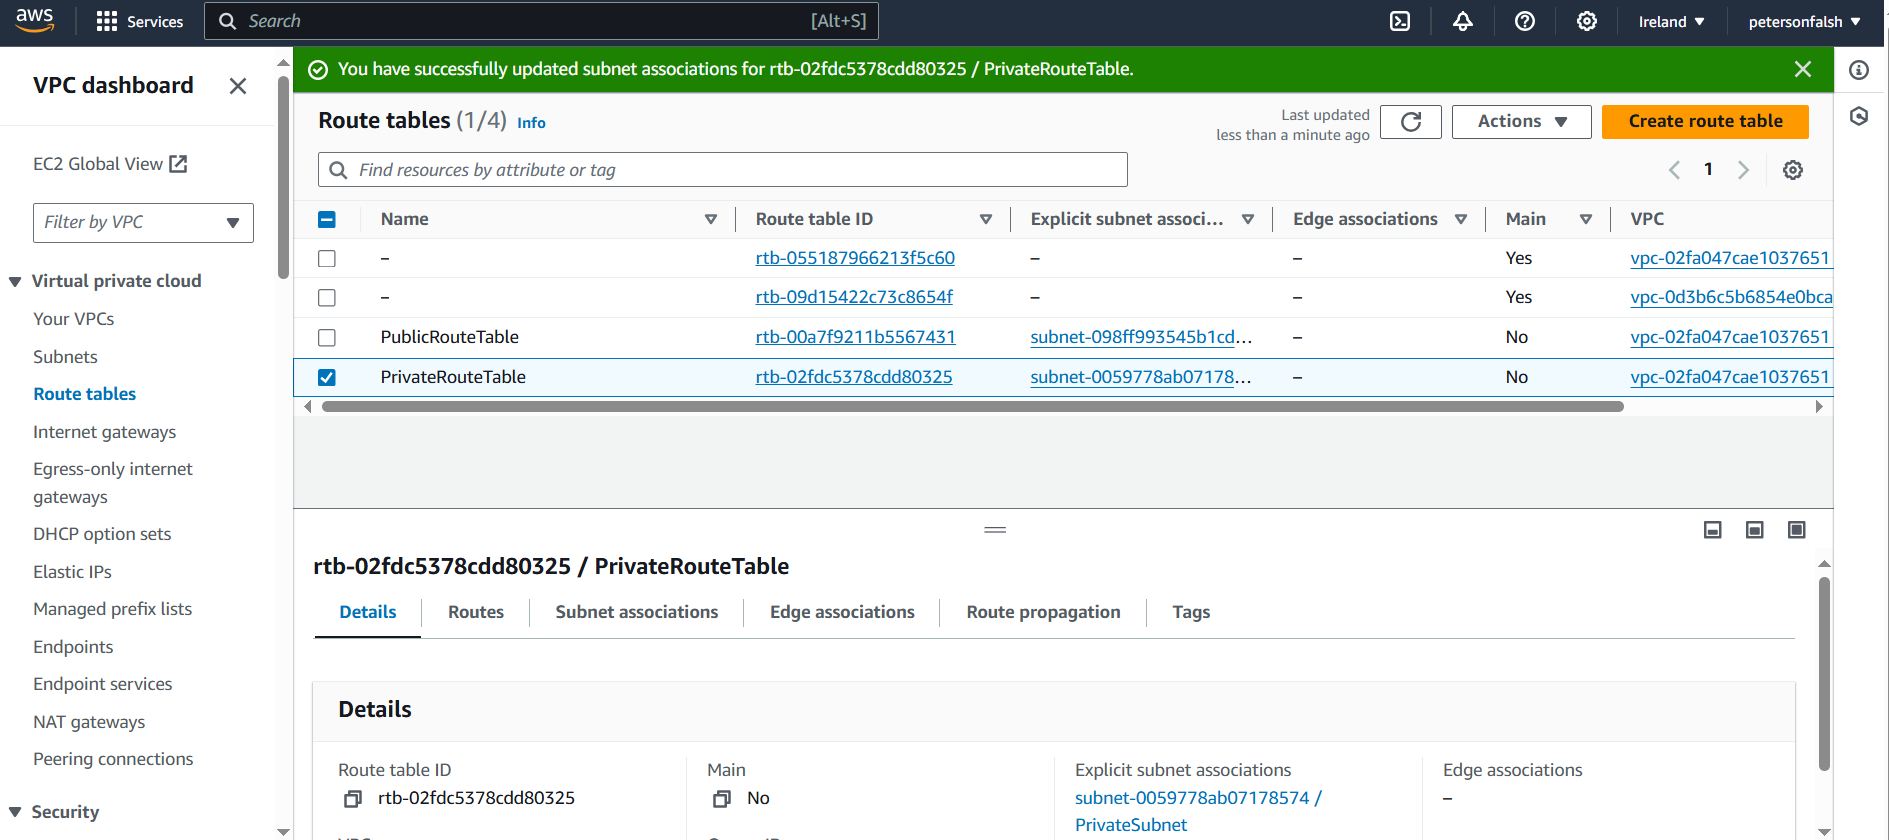 aws
Services
Search
[Alt+S]
Ireland
petersonfalsh
VPC dashboard
EC2 Global View
Filter by VPC
Virtual private cloud
Your VPCs
Subnets
Route tables
Internet gateways
Egress-only internet
gateways
DHCP option sets
Elastic IPs
Managed prefix lists
Endpoints
Endpoint services
NAT gateways
Peering connections
Security
You have successfully updated subnet associations for rtb-02fdc5378cdd80325 / PrivateRouteTable.
Route tables (1/4) Info
Last updated
less than a minute ago
Actions
Create route table
Find resources by attribute or tag
1
Name Route table ID Explicit subnet associ... Edge associations Main VPC
– rtb-055187966213f5c60 – – Yes vpc-02fa047cae1037651
– rtb-09d15422c73c8654f – – Yes vpc-0d3b6c5b6854e0bca
PublicRouteTable rtb-00a7f9211b5567431 subnet-098ff993545b1cd... – No vpc-02fa047cae1037651
PrivateRouteTable rtb-02fdc5378cdd80325 subnet-0059778ab07178... – No vpc-02fa047cae1037651
rtb-02fdc5378cdd80325 / PrivateRouteTable
Details Routes Subnet associations Edge associations Route propagation Tags
Details
Route table ID
rtb-02fdc5378cdd80325
Main
No
Explicit subnet associations
subnet-0059778ab07178574 /
PrivateSubnet
Edge associations
–